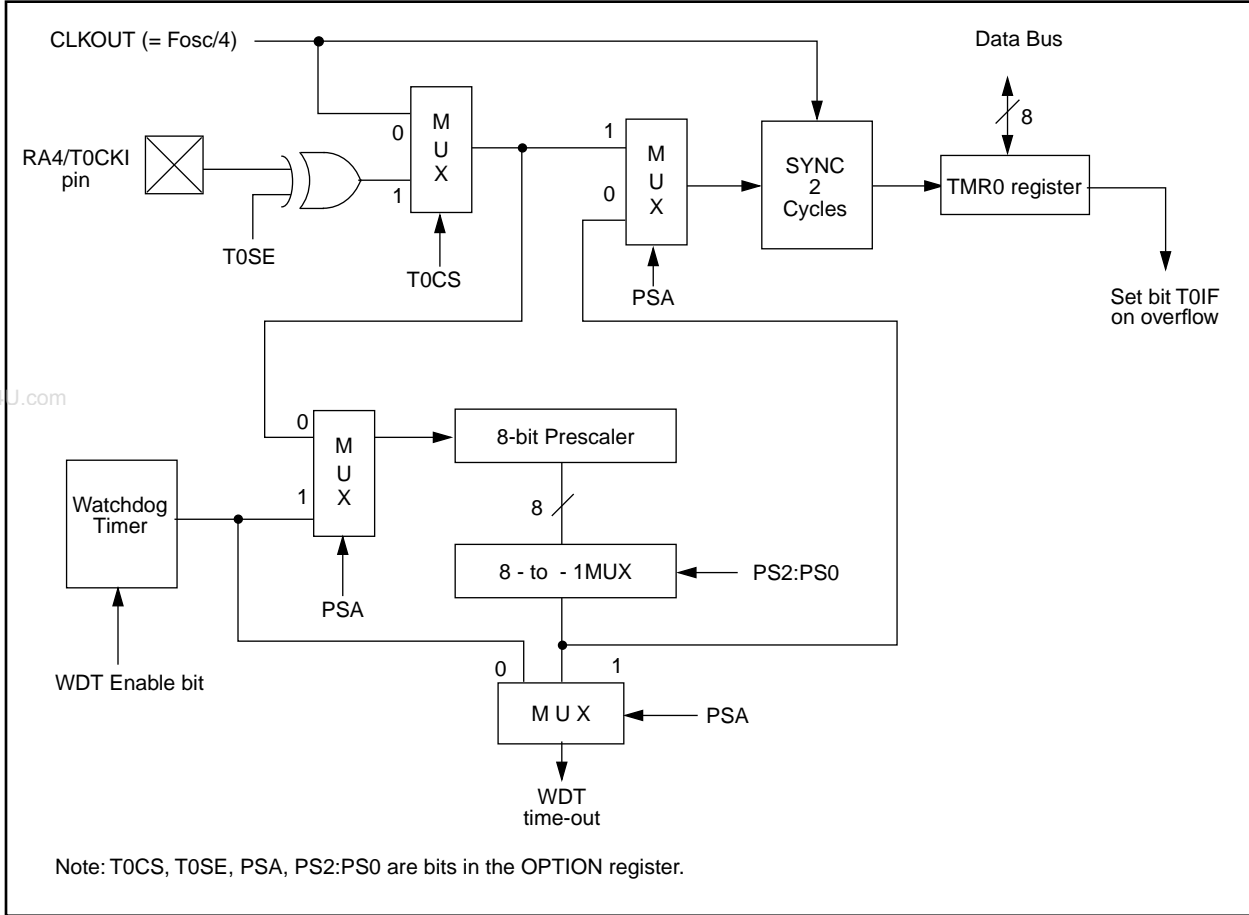 CLKOUT (= Fosc/4)
Data Bus
8
RA4/T0CKI
pin
T0SE
0
1
M
U
X
T0CS
1
0
M
U
X
PSA
SYNC
2
Cycles
TMR0 register
Set bit T0IF
on overflow
4U.com
0
1
M
U
X
PSA
8-bit Prescaler
8
8 - to - 1MUX
PS2:PS0
Watchdog
Timer
WDT Enable bit
0
1
M U X
PSA
WDT
time-out
Note: T0CS, T0SE, PSA, PS2:PS0 are bits in the OPTION register.